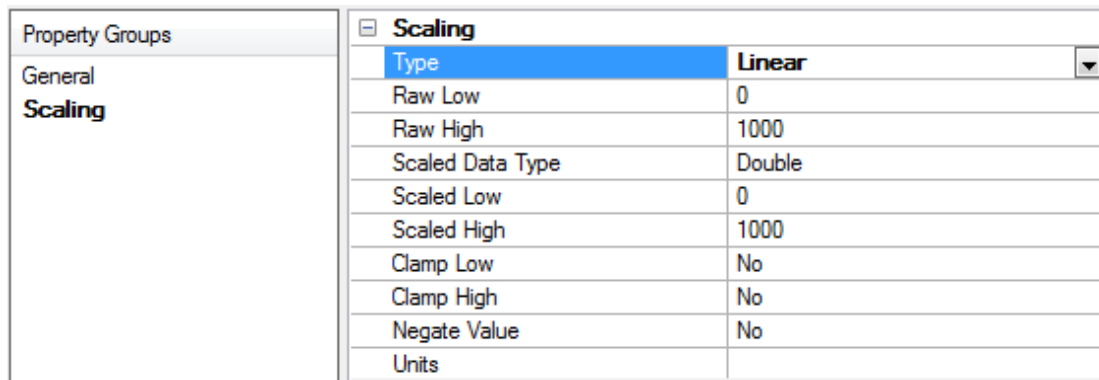 Property Groups
General
Scaling
Scaling
Type Linear
Raw Low 0
Raw High 1000
Scaled Data Type Double
Scaled Low 0
Scaled High 1000
Clamp Low No
Clamp High No
Negate Value No
Units